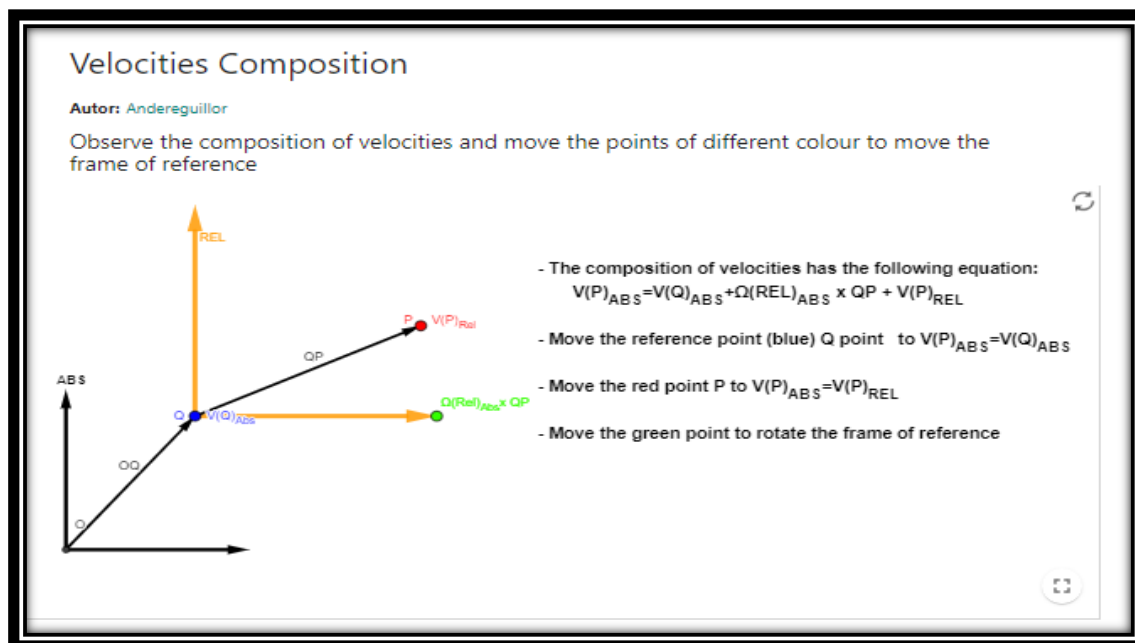 Velocities Composition
Autor: Andereguillor
Observe the composition of velocities and move the points of different colour to move the
frame of reference
REL
- The composition of velocities has the following equation:
V(P)ABS=V(Q)ABS+Ω(REL)ABS x QP + V(P)REL
P V(P)Rel
- Move the reference point (blue) Q point to V(P)ABS=V(Q)ABS
QP
ABS
- Move the red point P to V(P)ABS=V(P)REL
Ω(Rel)Abs x QP
Q V(Q)Abs
- Move the green point to rotate the frame of reference
OQ
O